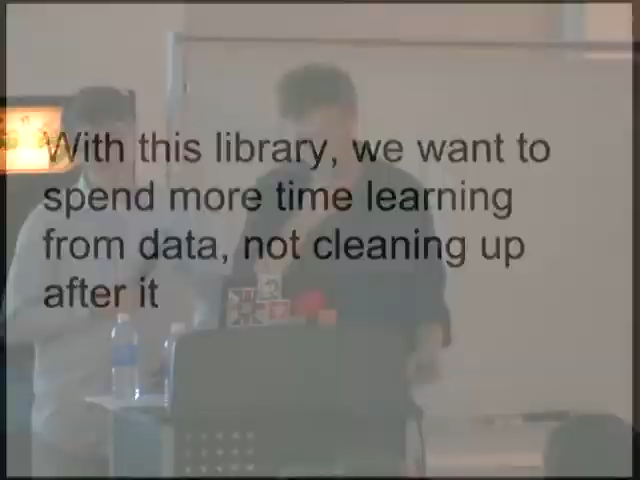 With this library, we want to
spend more time learning
from data, not cleaning up
after it